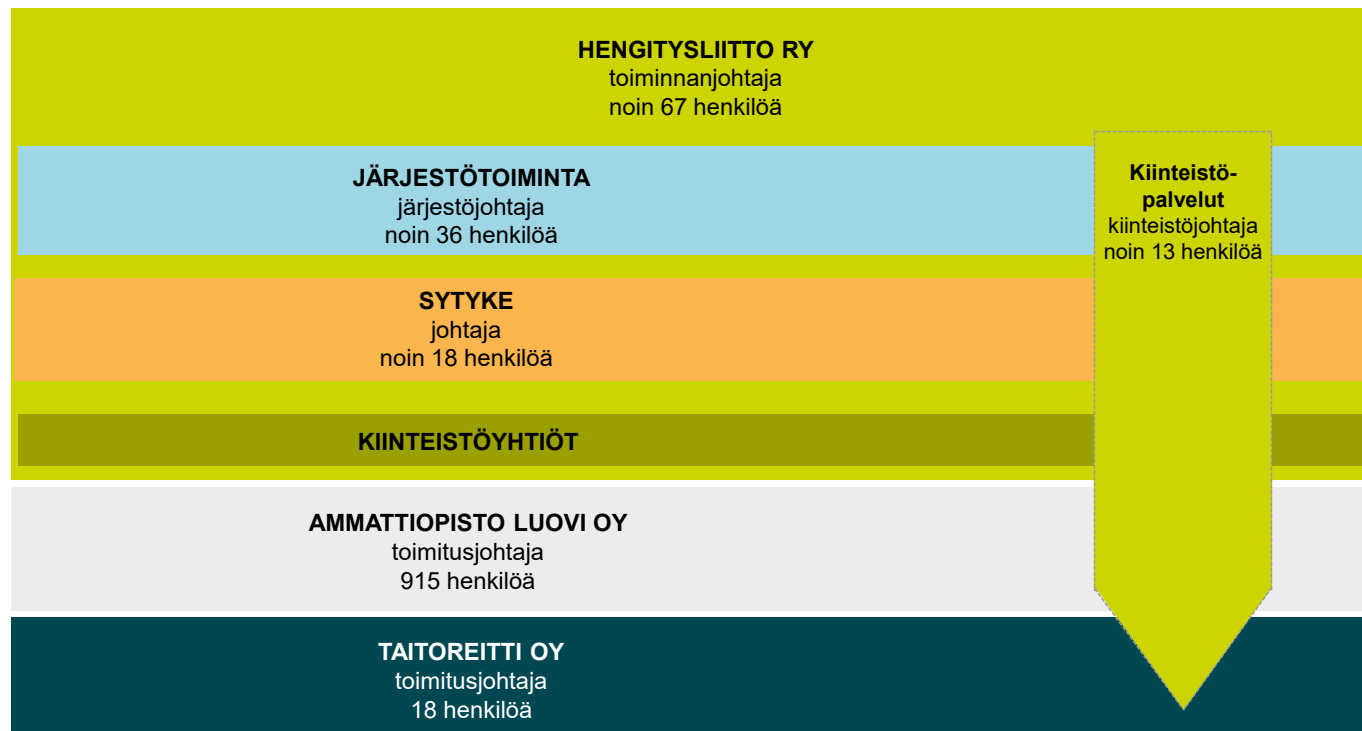 HENGITYSLIITTO RY
toiminnanjohtaja
noin 67 henkilöä
JÄRJESTÖTOIMINTA
järjestöjohtaja
noin 36 henkilöä
Kiinteistö-
palvelut
kiinteistöjohtaja
noin 13 henkilöä
SYTYKE
johtaja
noin 18 henkilöä
KIINTEISTÖYHTIÖT
AMMATTIOPISTO LUOVI OY
toimitusjohtaja
915 henkilöä
TAITOREITTI OY
toimitusjohtaja
18 henkilöä